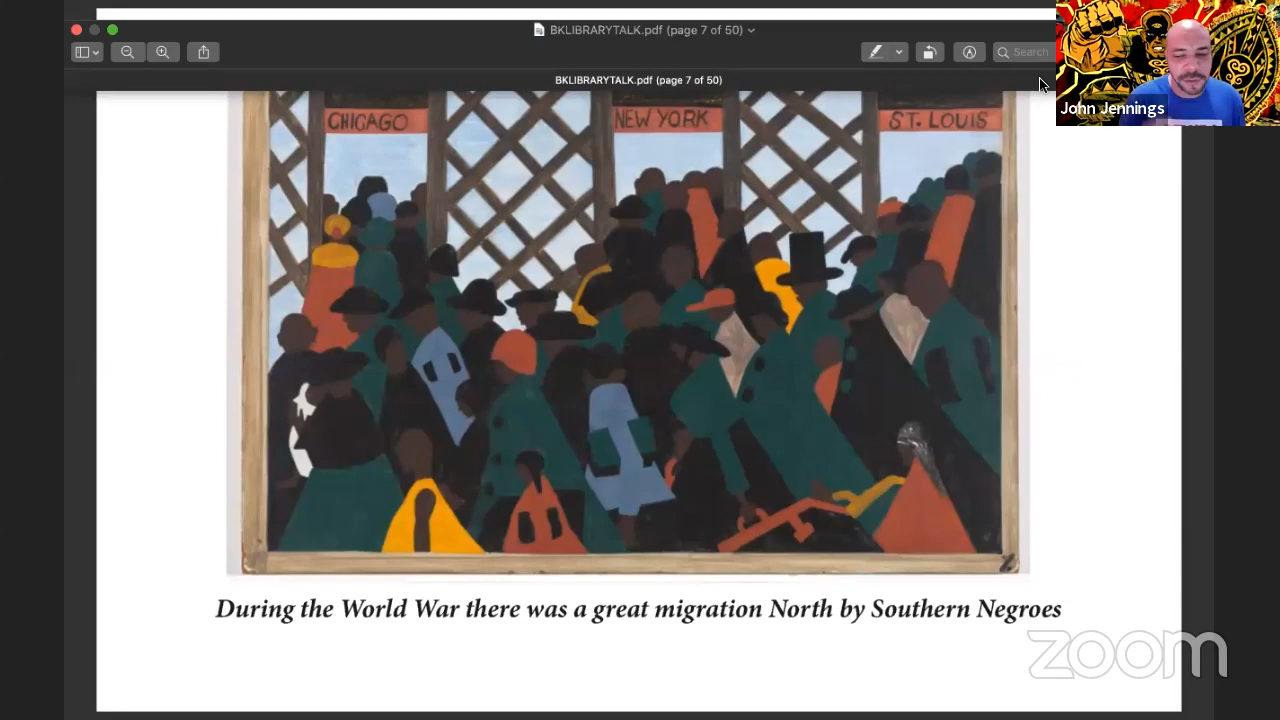 BKLIBRARYTALK.pdf (page 7 of 50)
Search
BKLIBRARYTALK.pdf (page 7 of 50)
John Jennings
CHICAGO
NEW YORK
ST. LOUIS
During the World War there was a great migration North by Southern Negroes
zoom